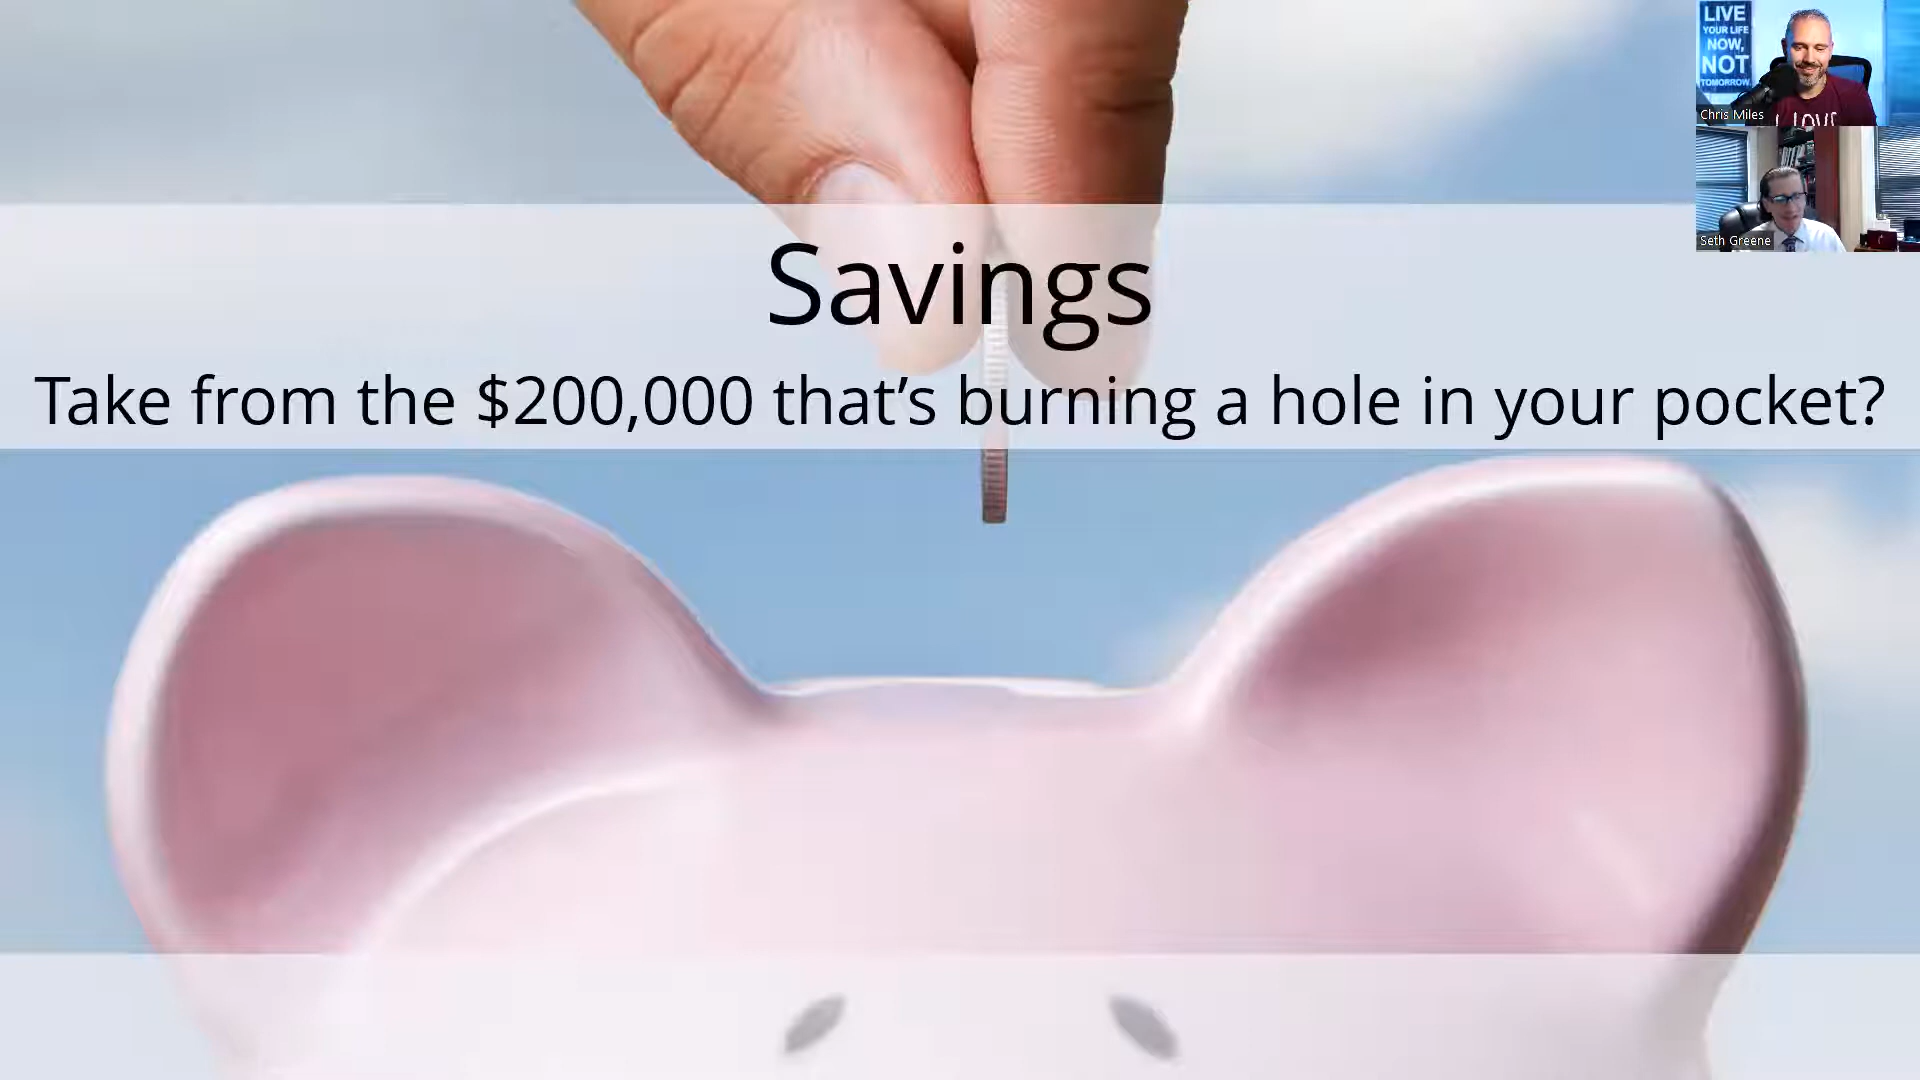 Savings
Take from the $200,000 that’s burning a hole in your pocket?
LIVE
YOUR LIFE
NOW,
NOT
TOMORROW
Chris Miles
I LOVE
Seth Greene